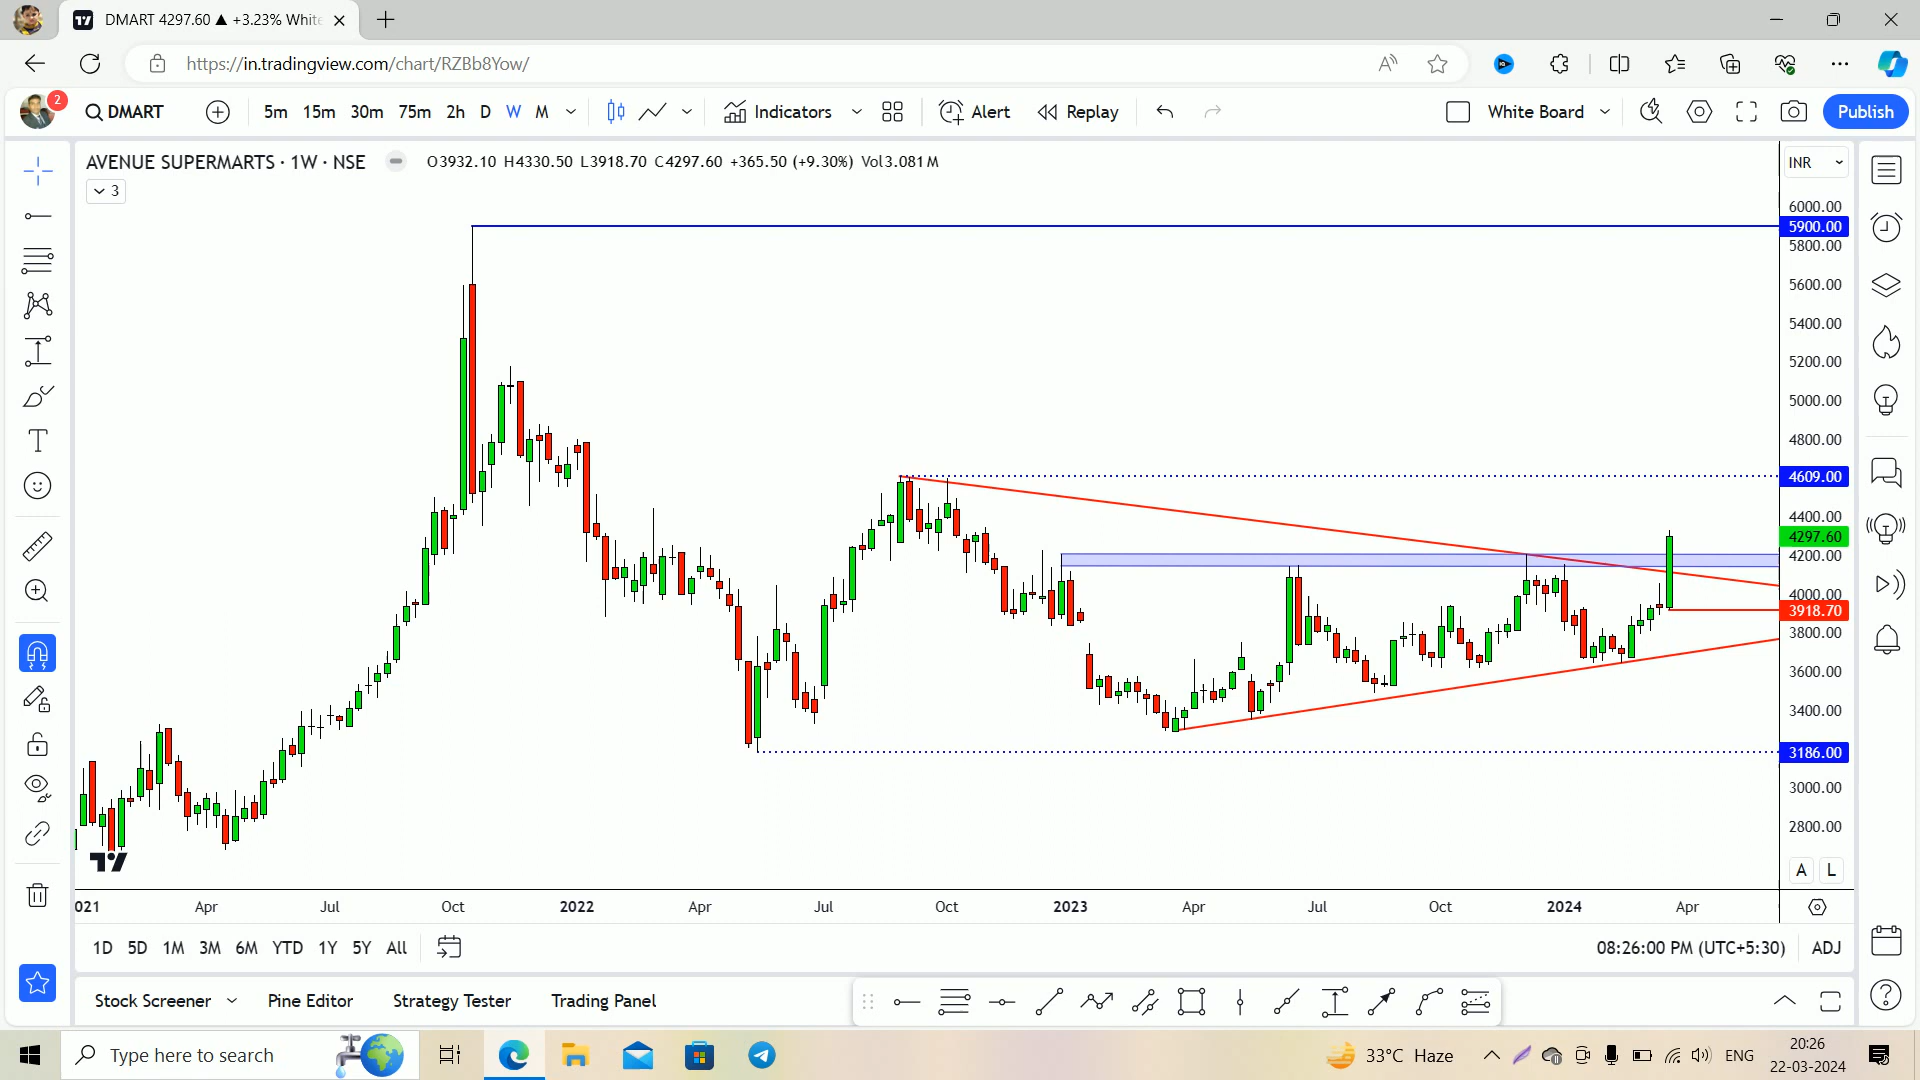 DMART 4297.60 ▲ +3.23% White
https://in.tradingview.com/chart/RZBb8Yow/
2 DMART 5m 15m 30m 75m 2h D W M Indicators Alert Replay White Board Publish
AVENUE SUPERMARTS · 1W · NSE O3932.10 H4330.50 L3918.70 C4297.60 +365.50 (+9.30%) Vol3.081M INR
3
6000.00
5900.00
5800.00
5600.00
5400.00
5200.00
5000.00
4800.00
4609.00
4400.00
4297.60
4200.00
4000.00
3918.70
3800.00
3600.00
3400.00
3186.00
3000.00
2800.00
A L
021 Apr Jul Oct 2022 Apr Jul Oct 2023 Apr Jul Oct 2024 Apr
1D 5D 1M 3M 6M YTD 1Y 5Y All 08:26:00 PM (UTC+5:30) ADJ
Stock Screener Pine Editor Strategy Tester Trading Panel
Type here to search 33°C Haze ENG 20:26
22-03-2024